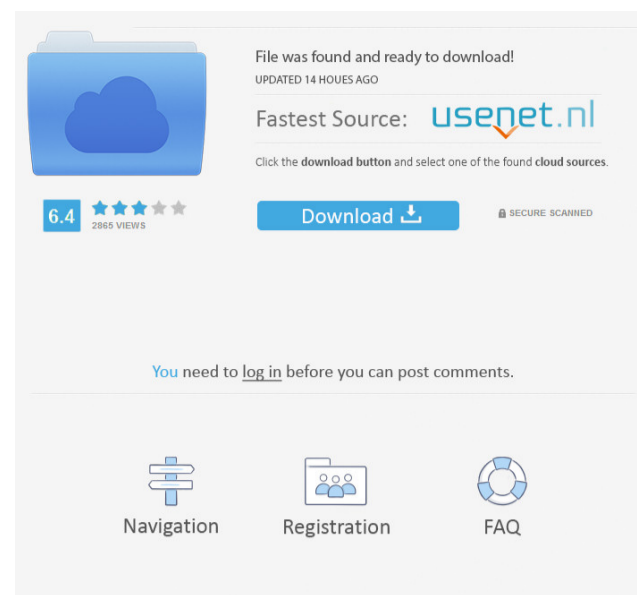 File was found and ready to download!
UPDATED 14 HOUES AGO
Fastest Source: usenet.nl
Click the download button and select one of the found cloud sources.
6.4
2865 VIEWS
Download
SECURE SCANNED
You need to log in before you can post comments.
Navigation
Registration
FAQ